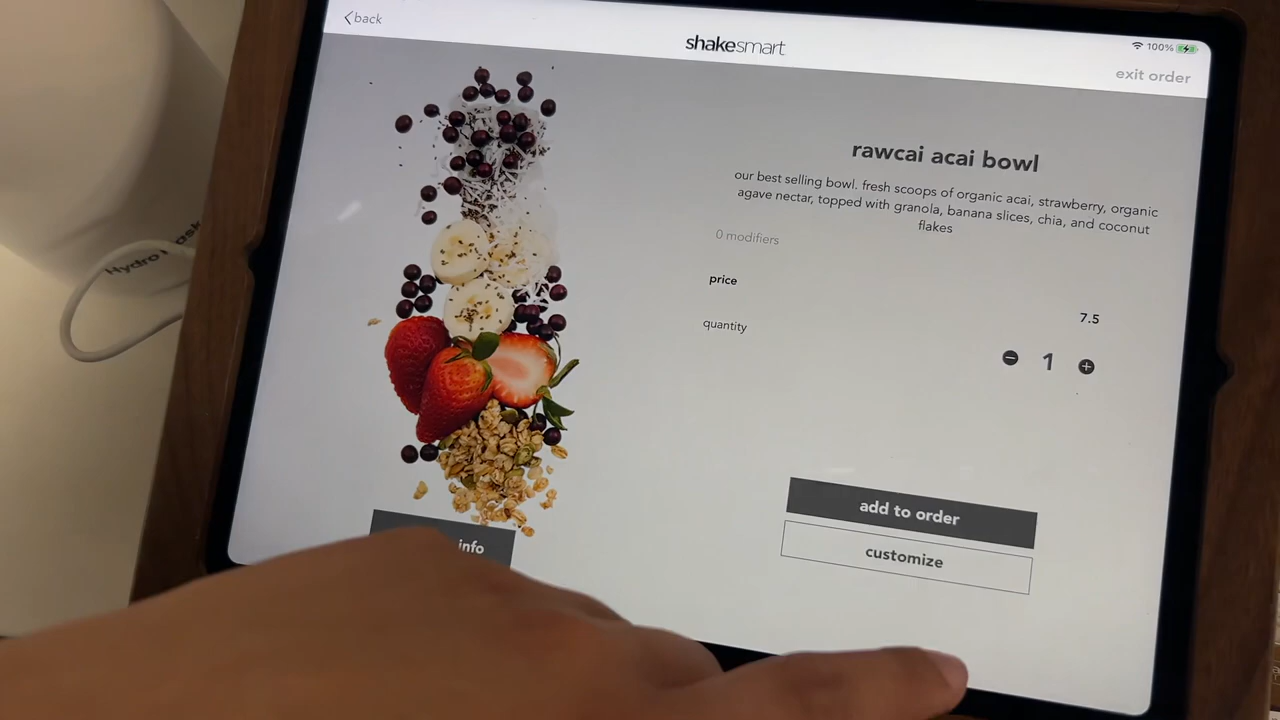 back
shakesmart
100%
exit order
rawcai acai bowl
our best selling bowl. fresh scoops of organic acai, strawberry, organic
agave nectar, topped with granola, banana slices, chia, and coconut
flakes
0 modifiers
price
7.5
quantity
1
add to order
customize
info
Hydro